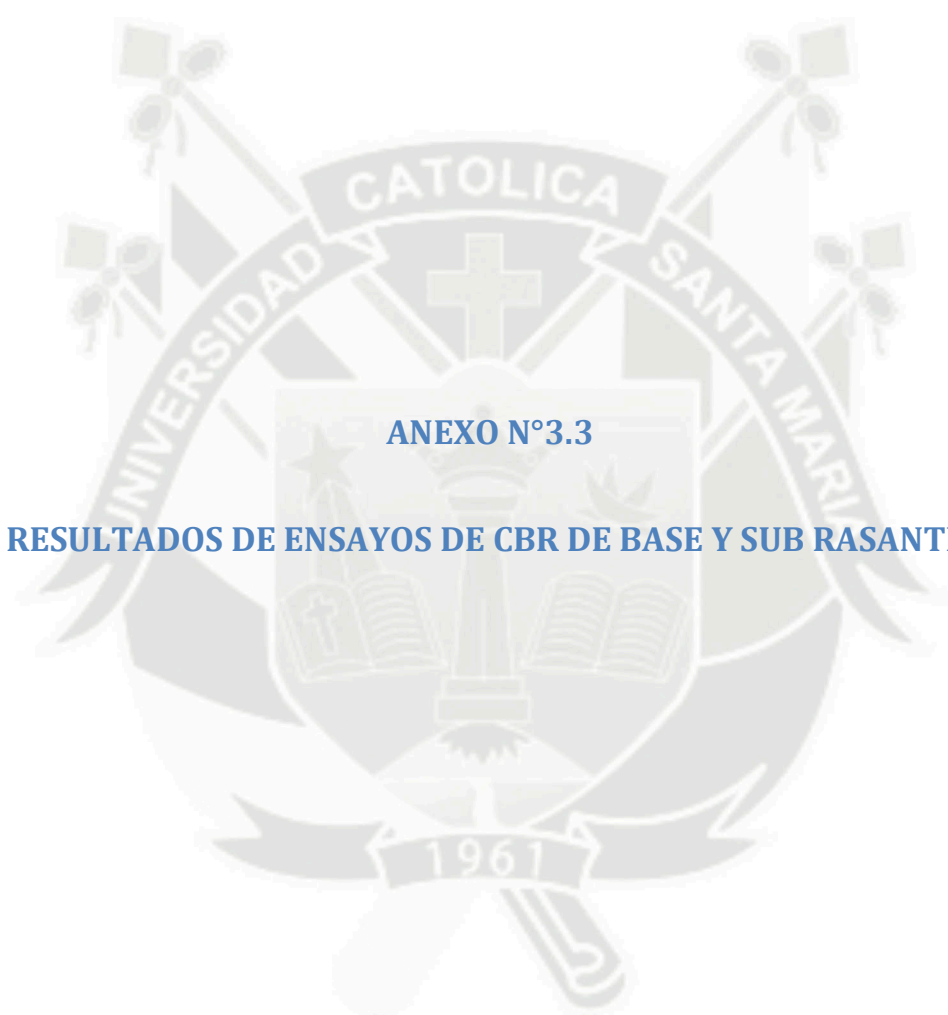 UNIVERSIDAD CATOLICA SANTA MARIA
ANEXO N°3.3
RESULTADOS DE ENSAYOS DE CBR DE BASE Y SUB RASANT
1961